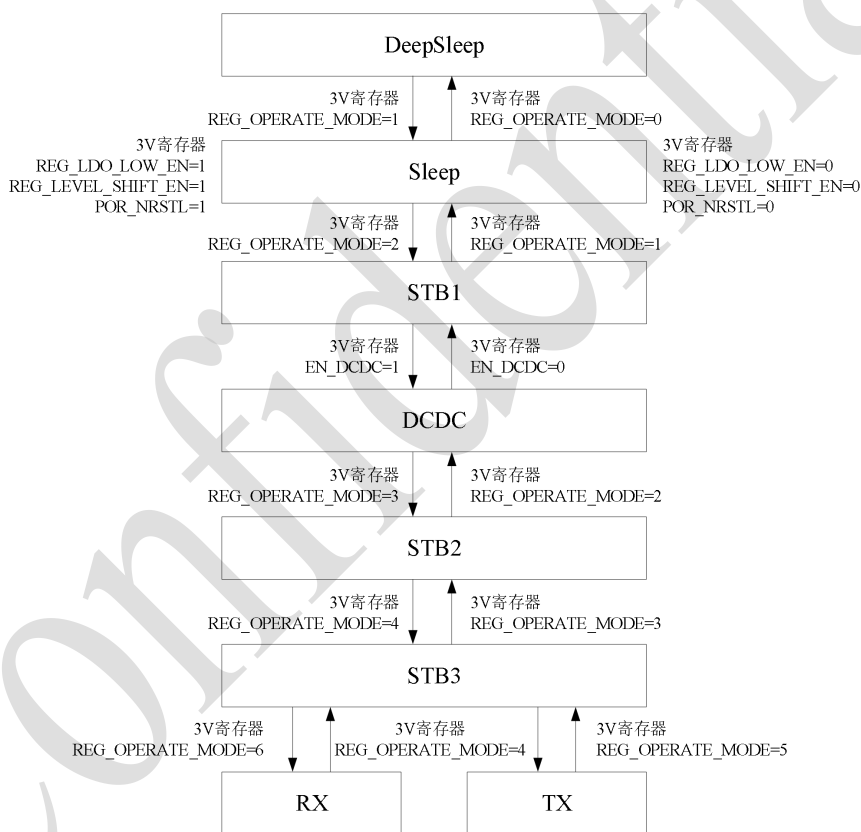 DeepSleep
3V寄存器
REG_OPERATE_MODE=1
3V寄存器
REG_OPERATE_MODE=0
3V寄存器
REG_LDO_LOW_EN=1
REG_LEVEL_SHIFT_EN=1
POR_NRSTL=1
Sleep
3V寄存器
REG_LDO_LOW_EN=0
REG_LEVEL_SHIFT_EN=0
POR_NRSTL=0
3V寄存器
REG_OPERATE_MODE=2
3V寄存器
REG_OPERATE_MODE=1
STB1
3V寄存器
EN_DCDC=1
3V寄存器
EN_DCDC=0
DCDC
3V寄存器
REG_OPERATE_MODE=3
3V寄存器
REG_OPERATE_MODE=2
STB2
3V寄存器
REG_OPERATE_MODE=4
3V寄存器
REG_OPERATE_MODE=3
STB3
3V寄存器
REG_OPERATE_MODE=6
3V寄存器
REG_OPERATE_MODE=4
3V寄存器
REG_OPERATE_MODE=5
RX
TX
onfidentia